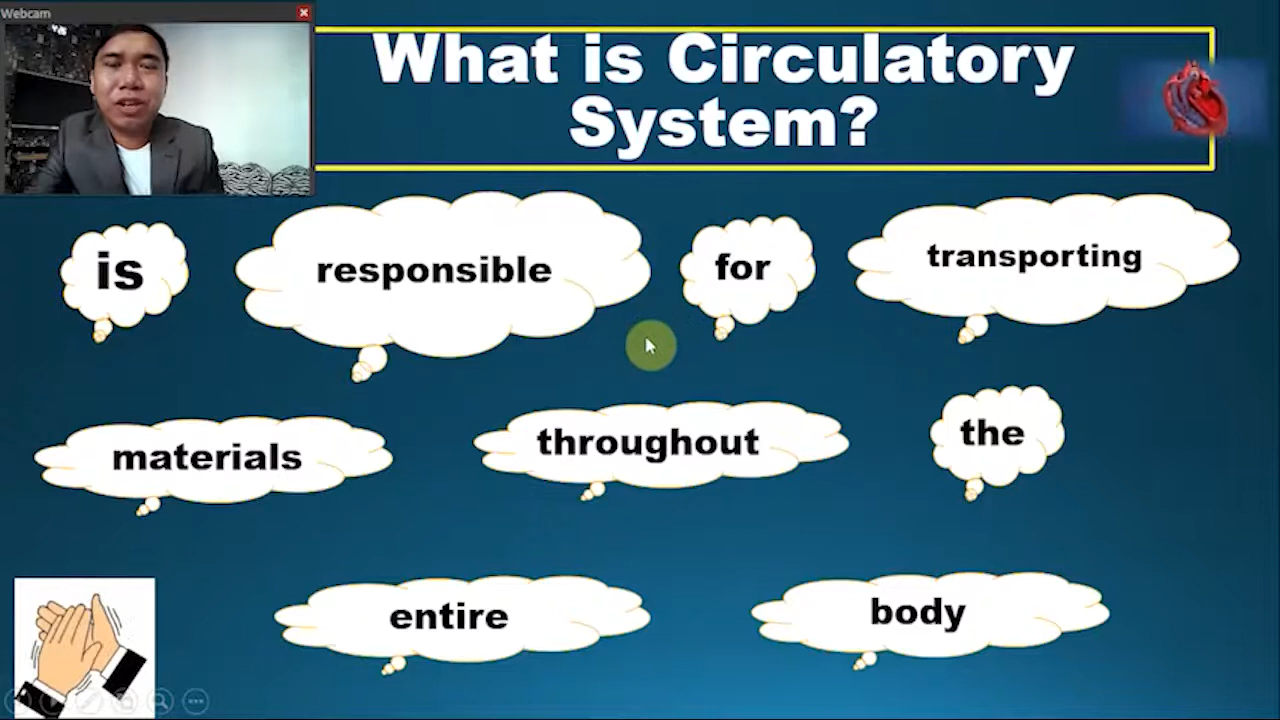 Webcam
What is Circulatory
System?
is
responsible
for
transporting
materials
throughout
the
entire
body